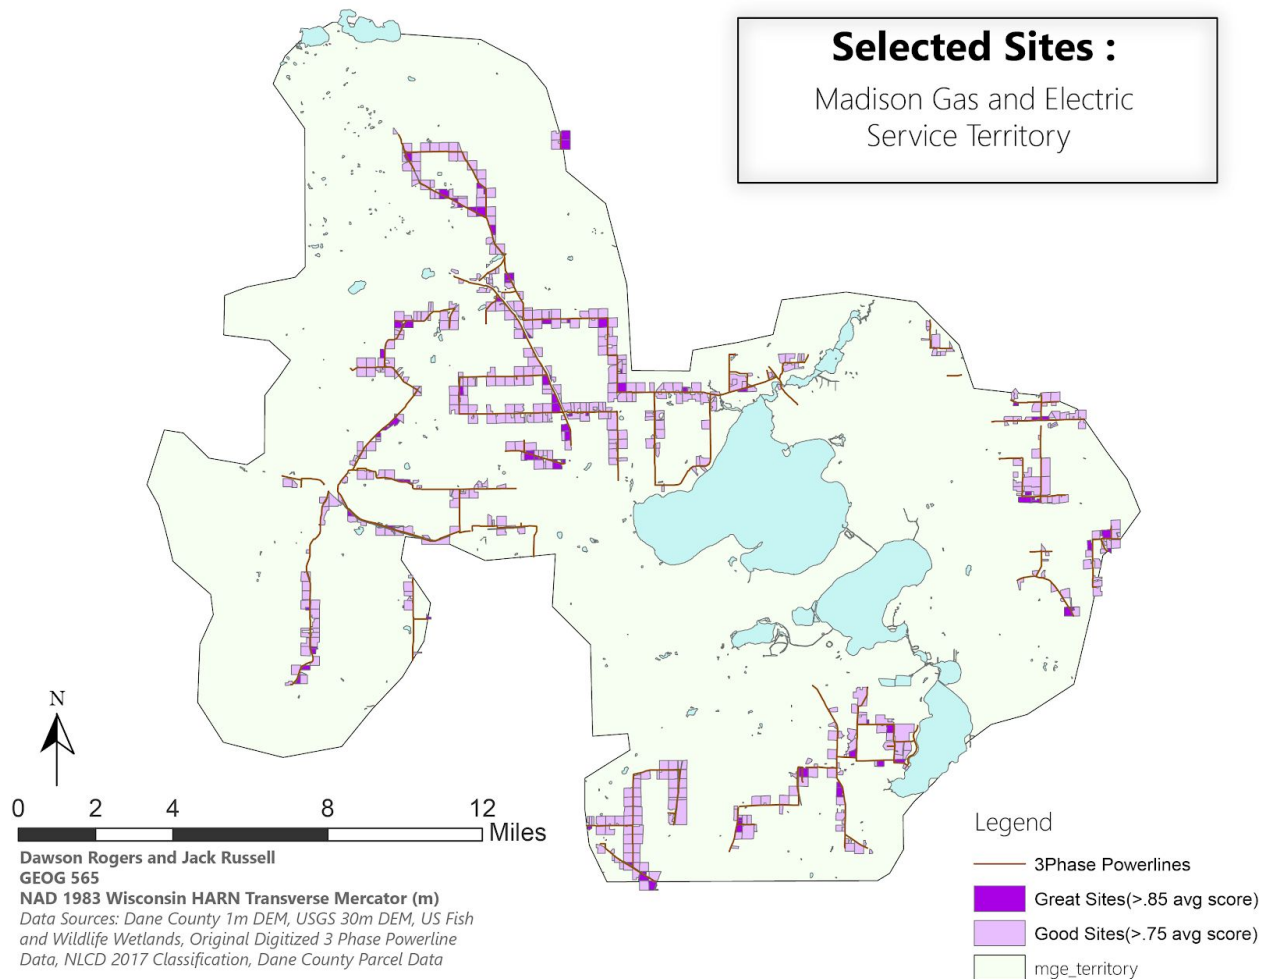 Selected Sites :
Madison Gas and Electric
Service Territory
N
0 2 4 8 12
Miles
Dawson Rogers and Jack Russell
GEOG 565
NAD 1983 Wisconsin HARN Transverse Mercator (m)
Data Sources: Dane County 1m DEM, USGS 30m DEM, US Fish
and Wildlife Wetlands, Original Digitized 3 Phase Powerline
Data, NLCD 2017 Classification, Dane County Parcel Data
Legend
3Phase Powerlines
Great Sites(>.85 avg score)
Good Sites(>.75 avg score)
mge_territory